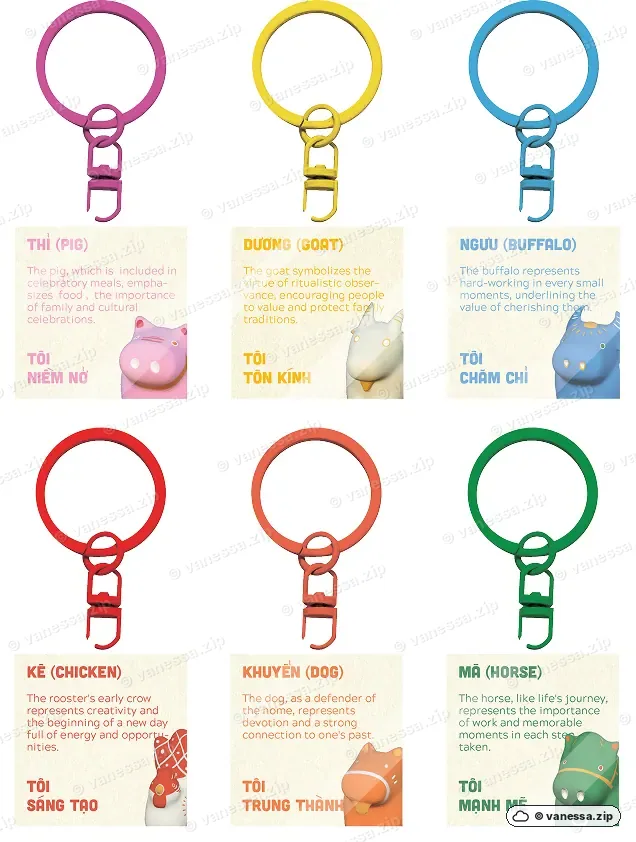 THỈ (PIG)
The pig, which is included in
celebratory meals, empha-
sizes food , the importance
of family and cultural
celebrations.
TÔI
NIỀM NỞ
DƯƠNG (GOAT)
The goat symbolizes the
virtue of ritualistic obser-
vance, encouraging people
to value and protect family
traditions.
TÔI
TÔN KÍNH
NGƯU (BUFFALO)
The buffalo represents
hard-working in every small
moments, underlining the
value of cherishing them.
TÔI
CHĂM CHỈ
KÊ (CHICKEN)
The rooster's early crow
represents creativity and
the beginning of a new day
full of energy and opportu-
nities.
TÔI
SÁNG TẠO
KHUYỂN (DOG)
The dog, as a defender of
the home, represents
devotion and a strong
connection to one's past.
TÔI
TRUNG THÀNH
MÃ (HORSE)
The horse, like life's journey,
represents the importance
of work and memorable
moments in each step
taken.
TÔI
MẠNH MẼ
© vanessa.zip